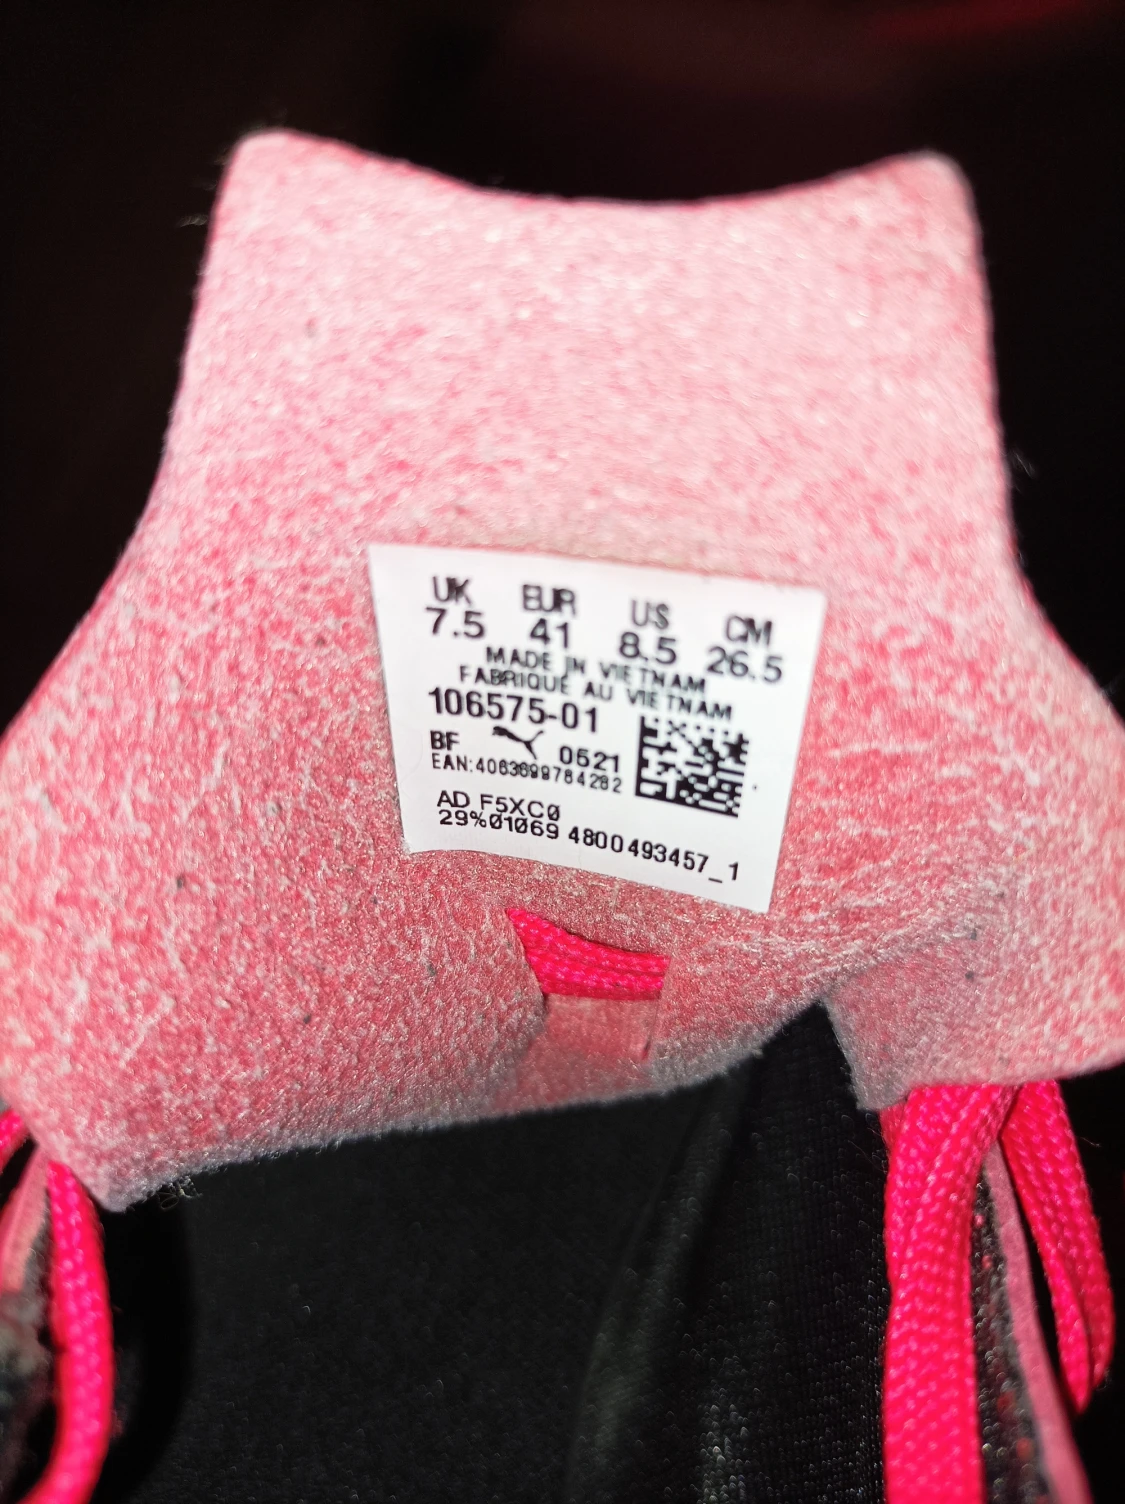 UK EUR US CM
7.5 41 8.5 26.5
MADE IN VIETNAM
FABRIQUÉ AU VIETNAM
106575-01
BF 0521
EAN:4063699784282
AD F5XC0
29%01069 4800493457_1